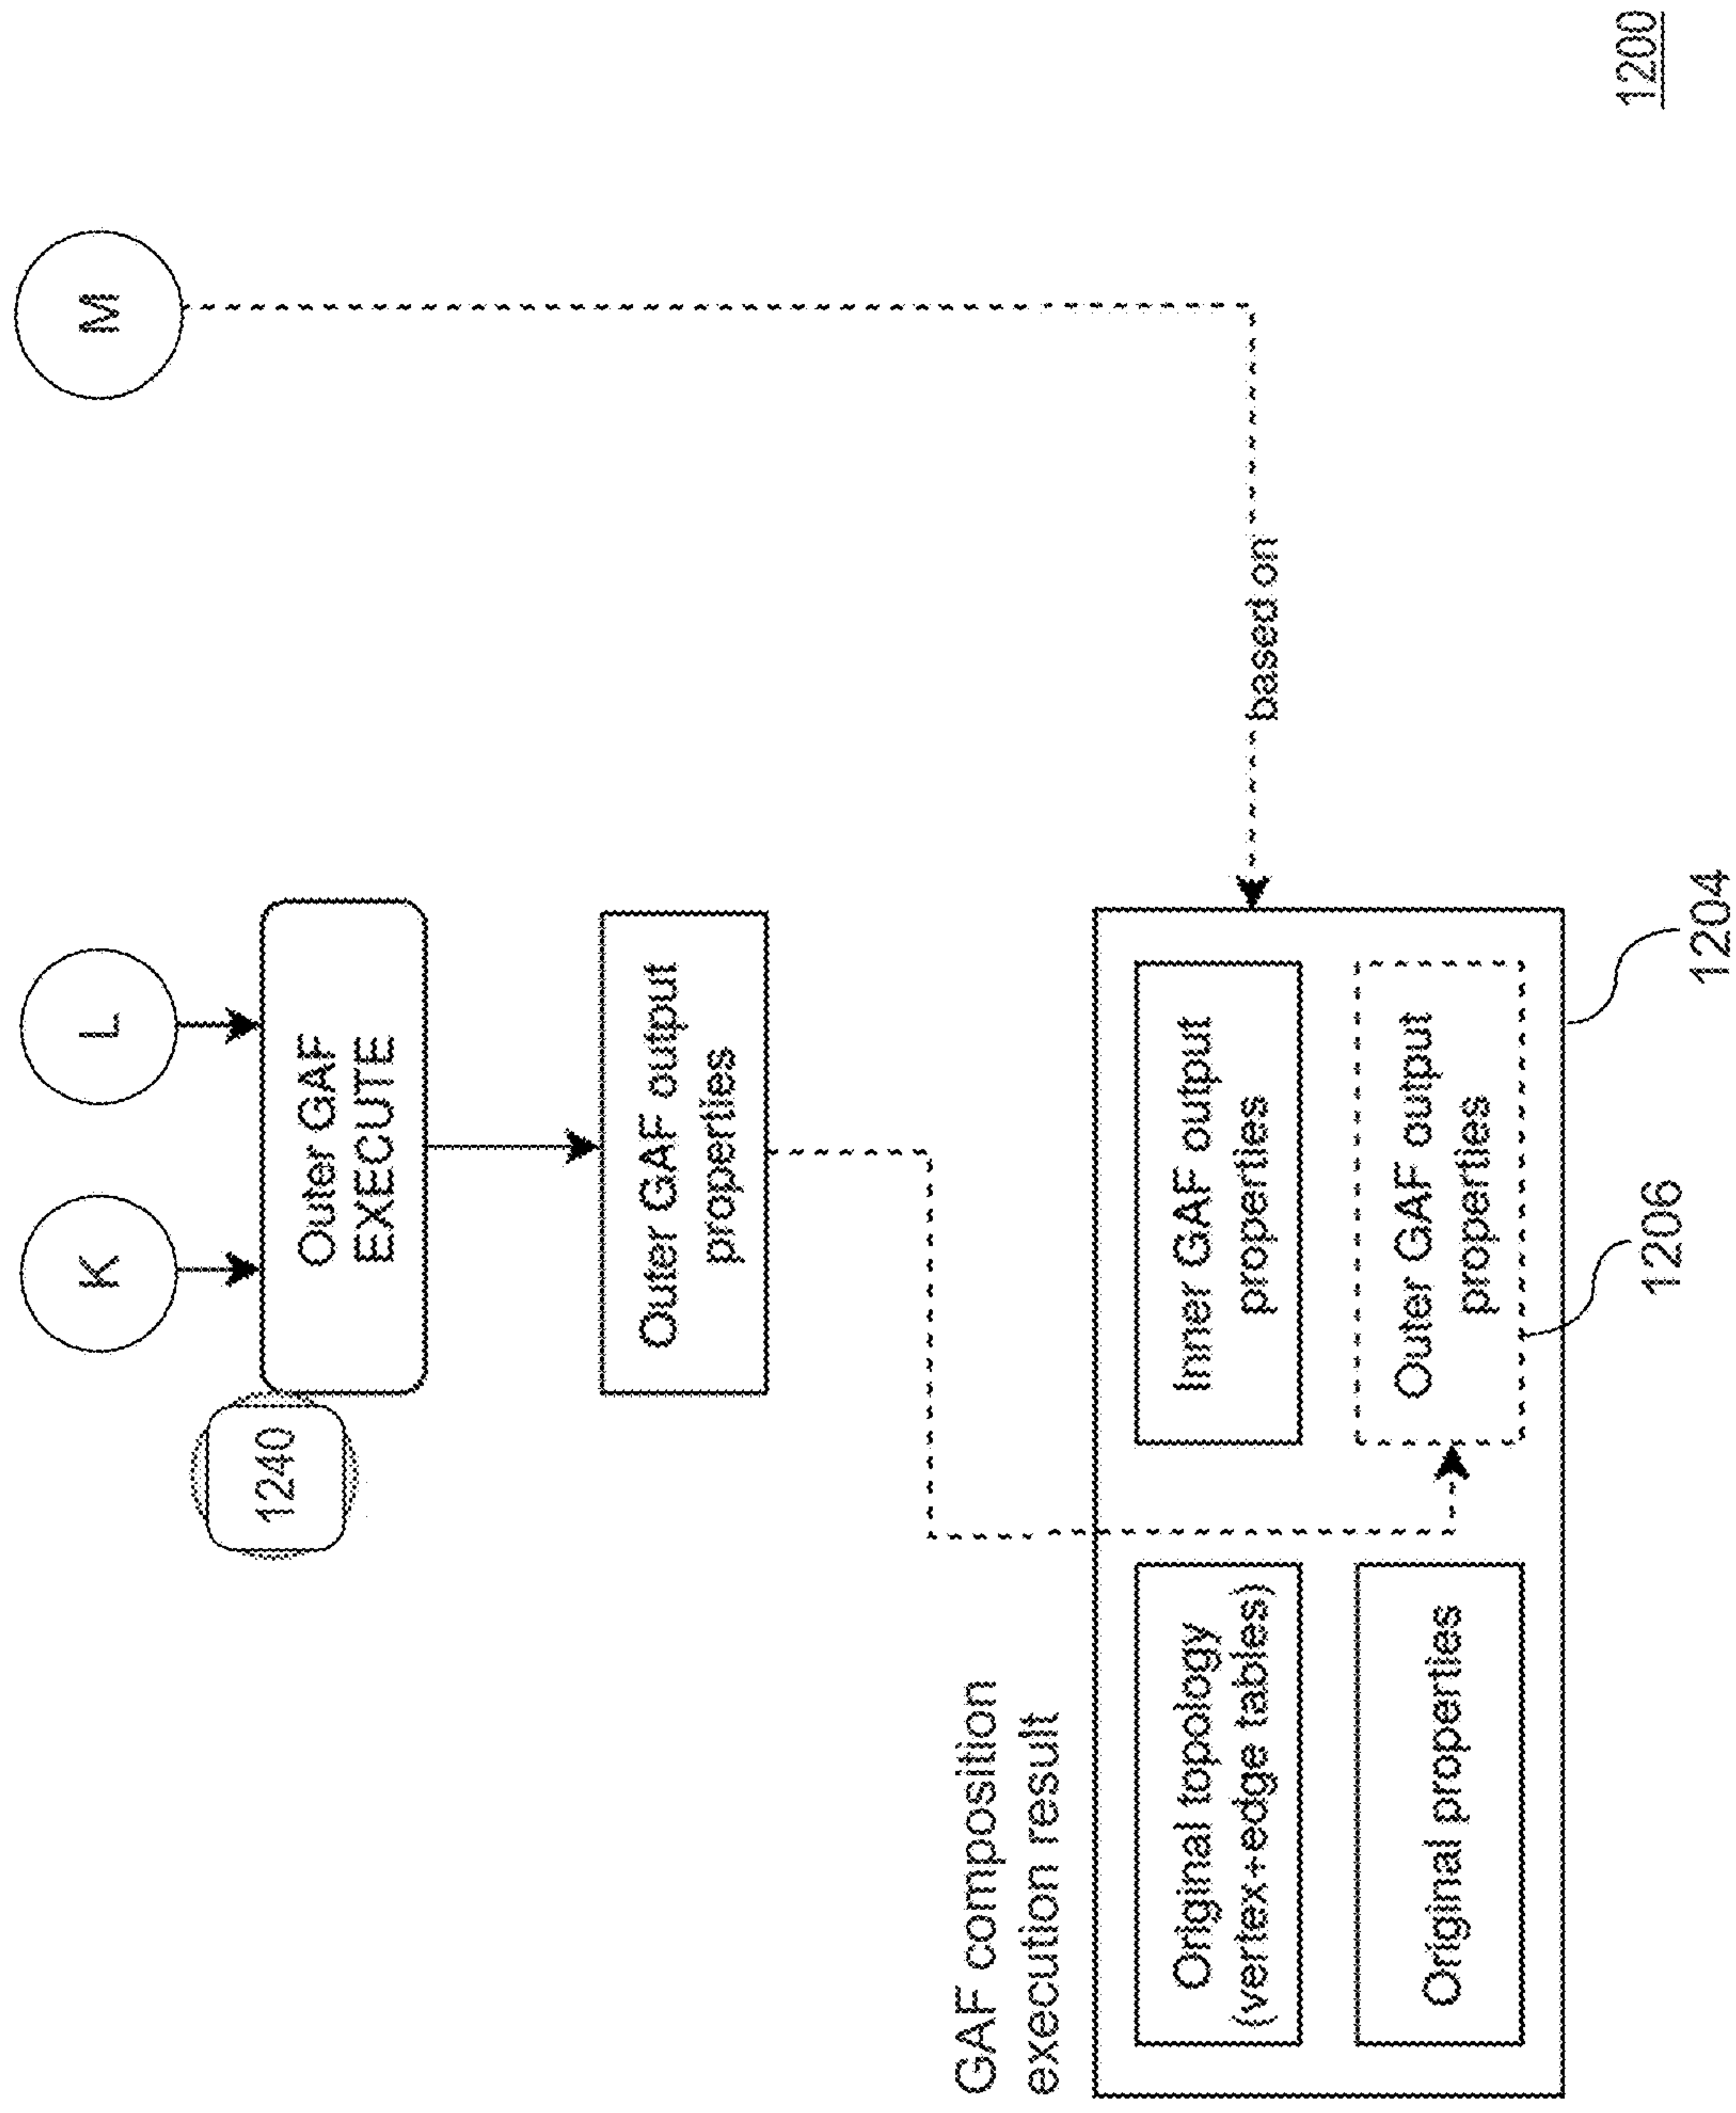 K
L
M
1240
Outer GAF
EXECUTE
Outer GAF output
properties
GAF composition
execution result
based on
Original topology
(vertex+edge tables)
Inner GAF output
properties
Original properties
Outer GAF output
properties
1206
1204
1200